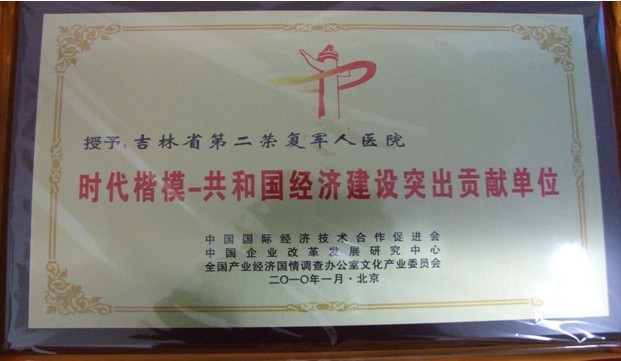 授予:吉林省第二荣复军人医院
时代楷模-共和国经济建设突出贡献单位
中国国际经济技术合作促进会
中国企业改革发展研究中心
全国产业经济国情调查办公室文化产业委员会
二〇一〇年一月·北京